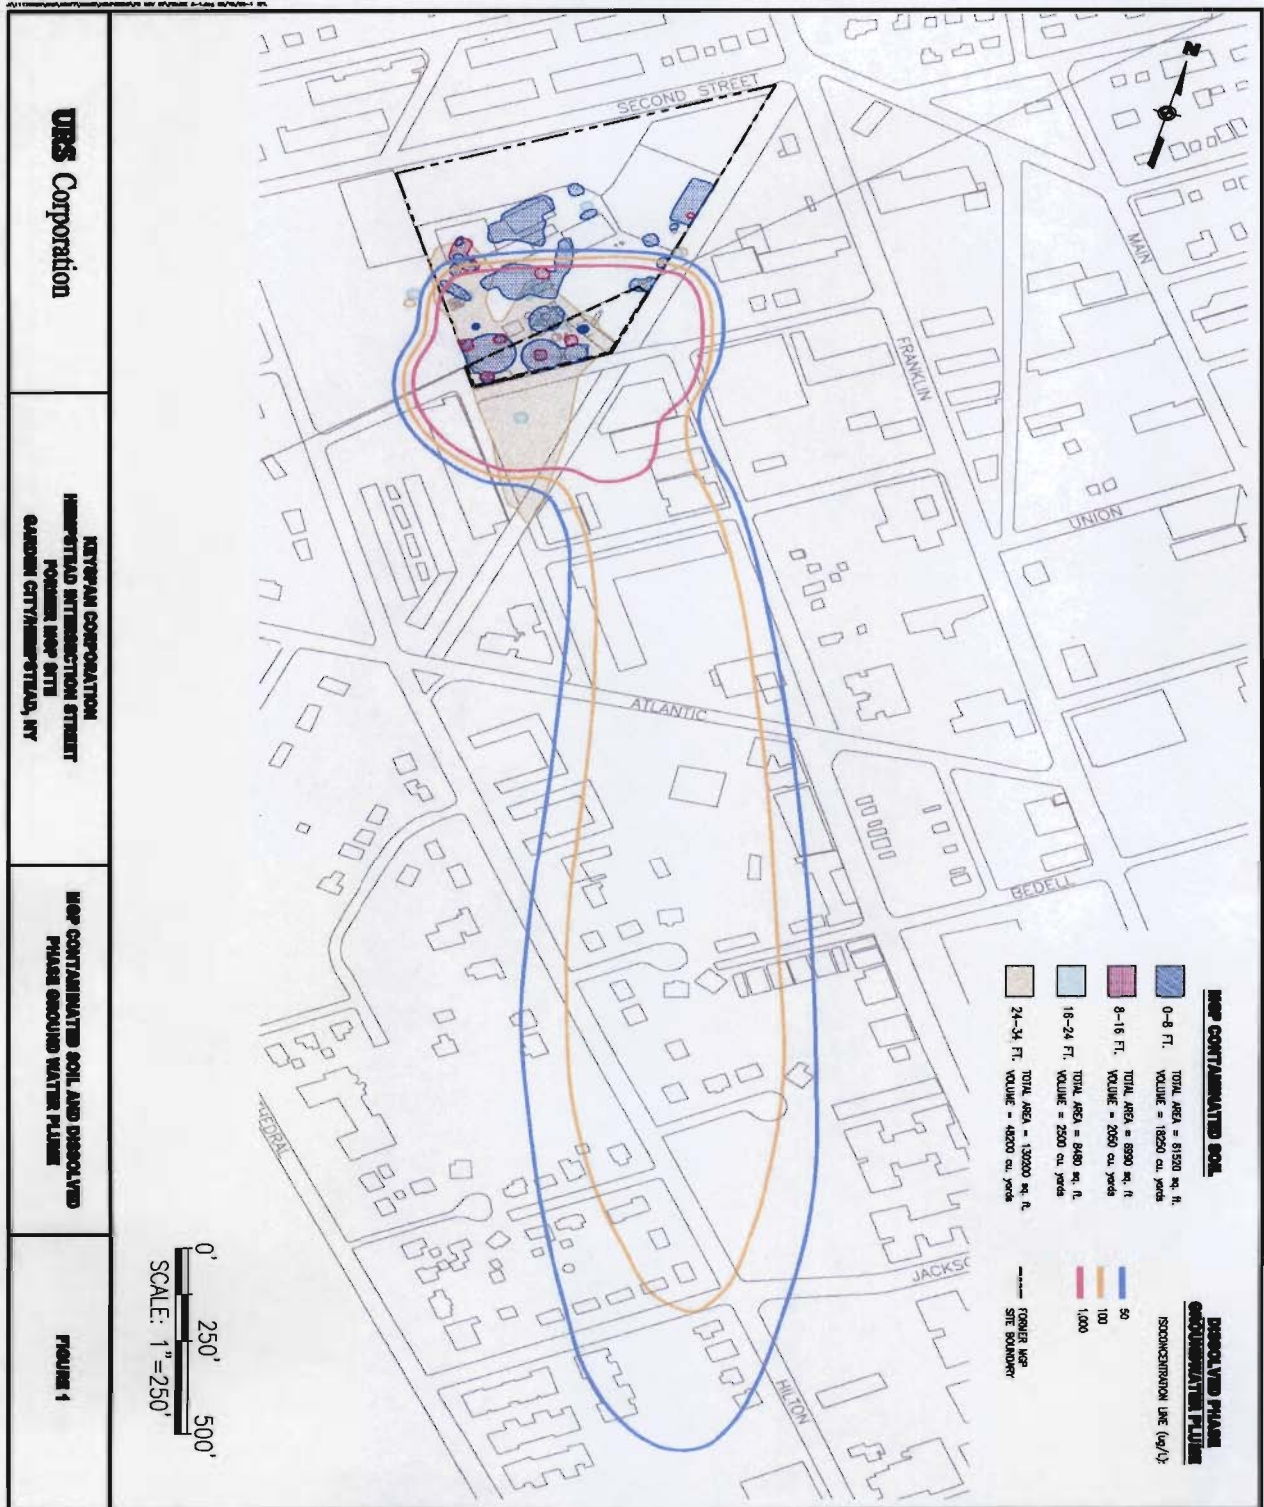 SECOND STREET
N
MAIN
FRANKLIN
UNION
ATLANTIC
BEDELL
HEDRAL
JACKSO
HILTON
MGP CONTAMINATED SOIL
0-8 FT. TOTAL AREA = 61520 sq. ft.
VOLUME = 18250 cu. yards
8-16 FT. TOTAL AREA = 6990 sq. ft
VOLUME = 2060 cu. yards
16-24 FT. TOTAL AREA = 8480 sq. ft.
VOLUME = 2500 cu. yards
24-34 FT. TOTAL AREA = 130200 sq. ft.
VOLUME = 48200 cu. yards
DISSOLVED PHASE
GROUNDWATER PLUME
ISOCONCENTRATION LINE (ug/L):
50
100
1,000
FORMER MGP
SITE BOUNDARY
0' 250' 500'
SCALE: 1"=250'
URS Corporation
KEYSPAN CORPORATION
HEMPSTEAD INTERSECTION STREET
FORMER MGP SITE
GARDEN CITY/HEMPSTEAD, NY
MGP CONTAMINATED SOIL AND DISSOLVED
PHASE GROUND WATER PLUME
FIGURE 1